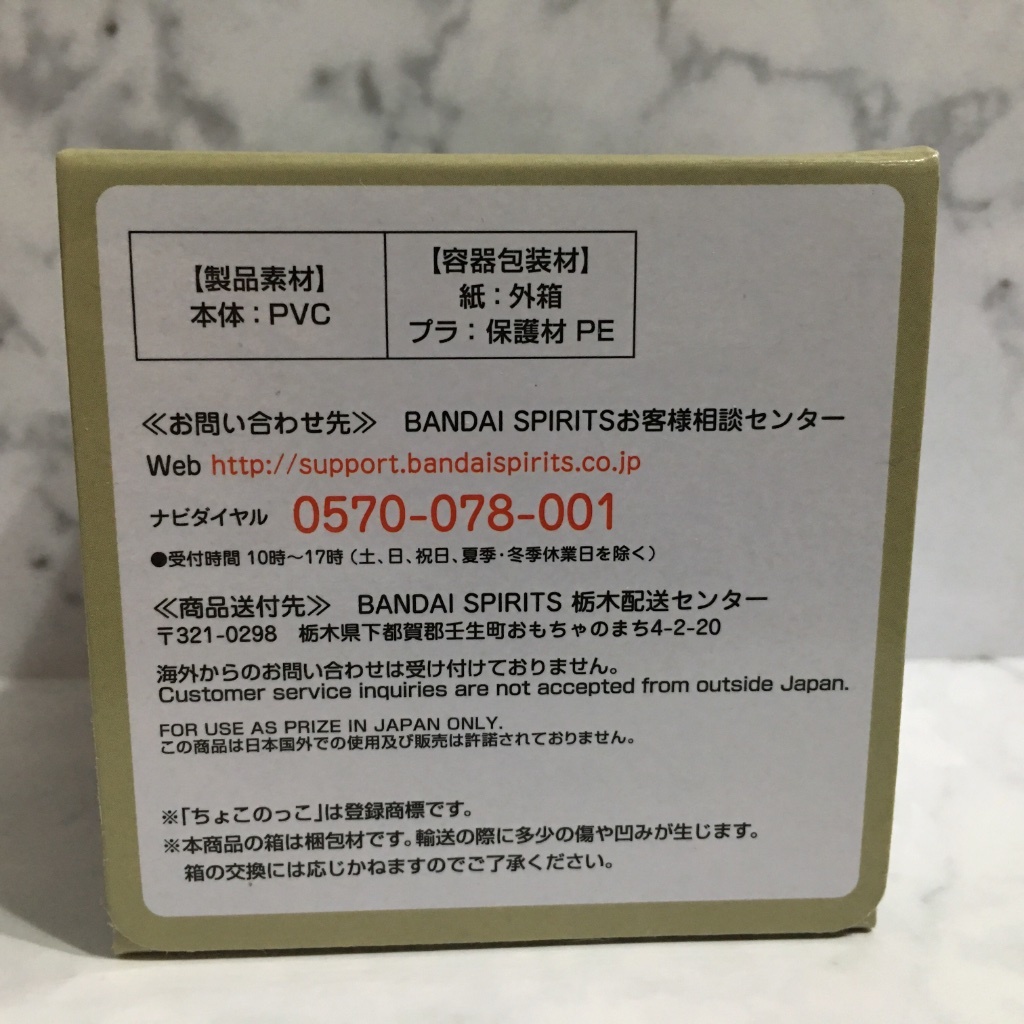 【製品素材】
本体：PVC
【容器包装材】
紙：外箱
プラ：保護材 PE
≪お問い合わせ先≫ BANDAI SPIRITSお客様相談センター
Web http://support.bandaispirits.co.jp
ナビダイヤル 0570-078-001
●受付時間 10時～17時（土、日、祝日、夏季・冬季休業日を除く）
≪商品送付先≫ BANDAI SPIRITS 栃木配送センター
〒321-0298 栃木県下都賀郡壬生町おもちゃのまち4-2-20
海外からのお問い合わせは受け付けておりません。
Customer service inquiries are not accepted from outside Japan.
FOR USE AS PRIZE IN JAPAN ONLY.
この商品は日本国外での使用及び販売は許諾されておりません。
※「ちょこのっこ」は登録商標です。
※本商品の箱は梱包材です。輸送の際に多少の傷や凹みが生じます。
箱の交換には応じかねますのでご了承ください。